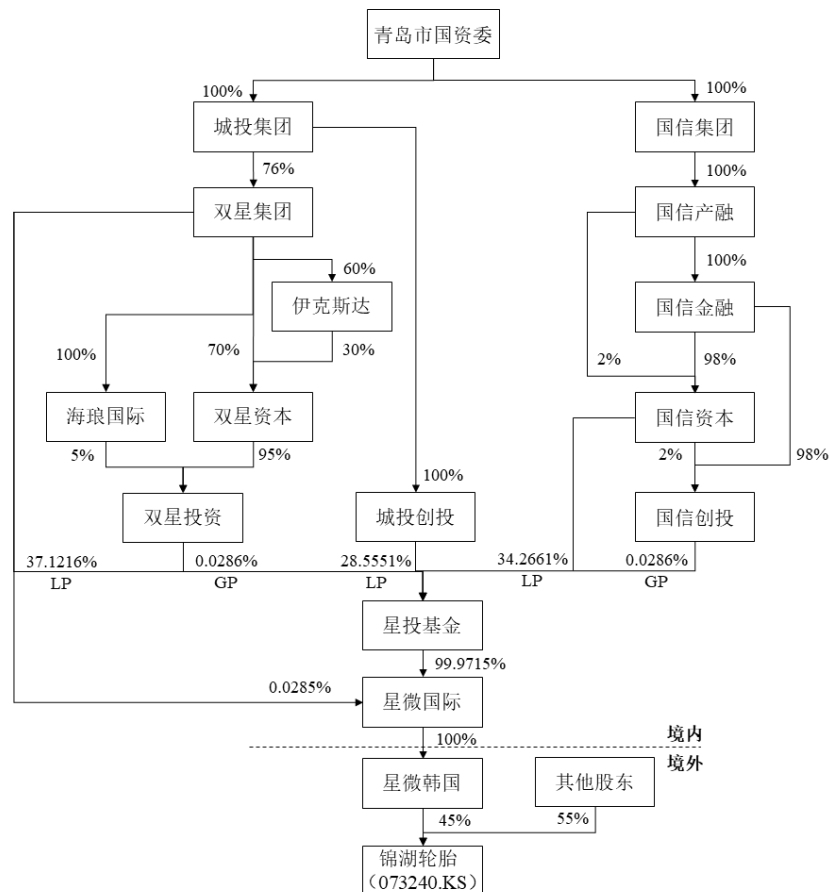 青岛市国资委
100%
100%
城投集团
国信集团
76%
100%
双星集团
国信产融
60%
100%
伊克斯达
国信金融
100%
70%
30%
2%
98%
海琅国际
双星资本
国信资本
5%
95%
100%
2%
98%
双星投资
城投创投
国信创投
37.1216%
0.0286%
28.5551%
34.2661%
0.0286%
LP
GP
LP
LP
GP
星投基金
99.9715%
0.0285%
星微国际
100%
境内
境外
星微韩国
其他股东
45%
55%
锦湖轮胎
（073240.KS）